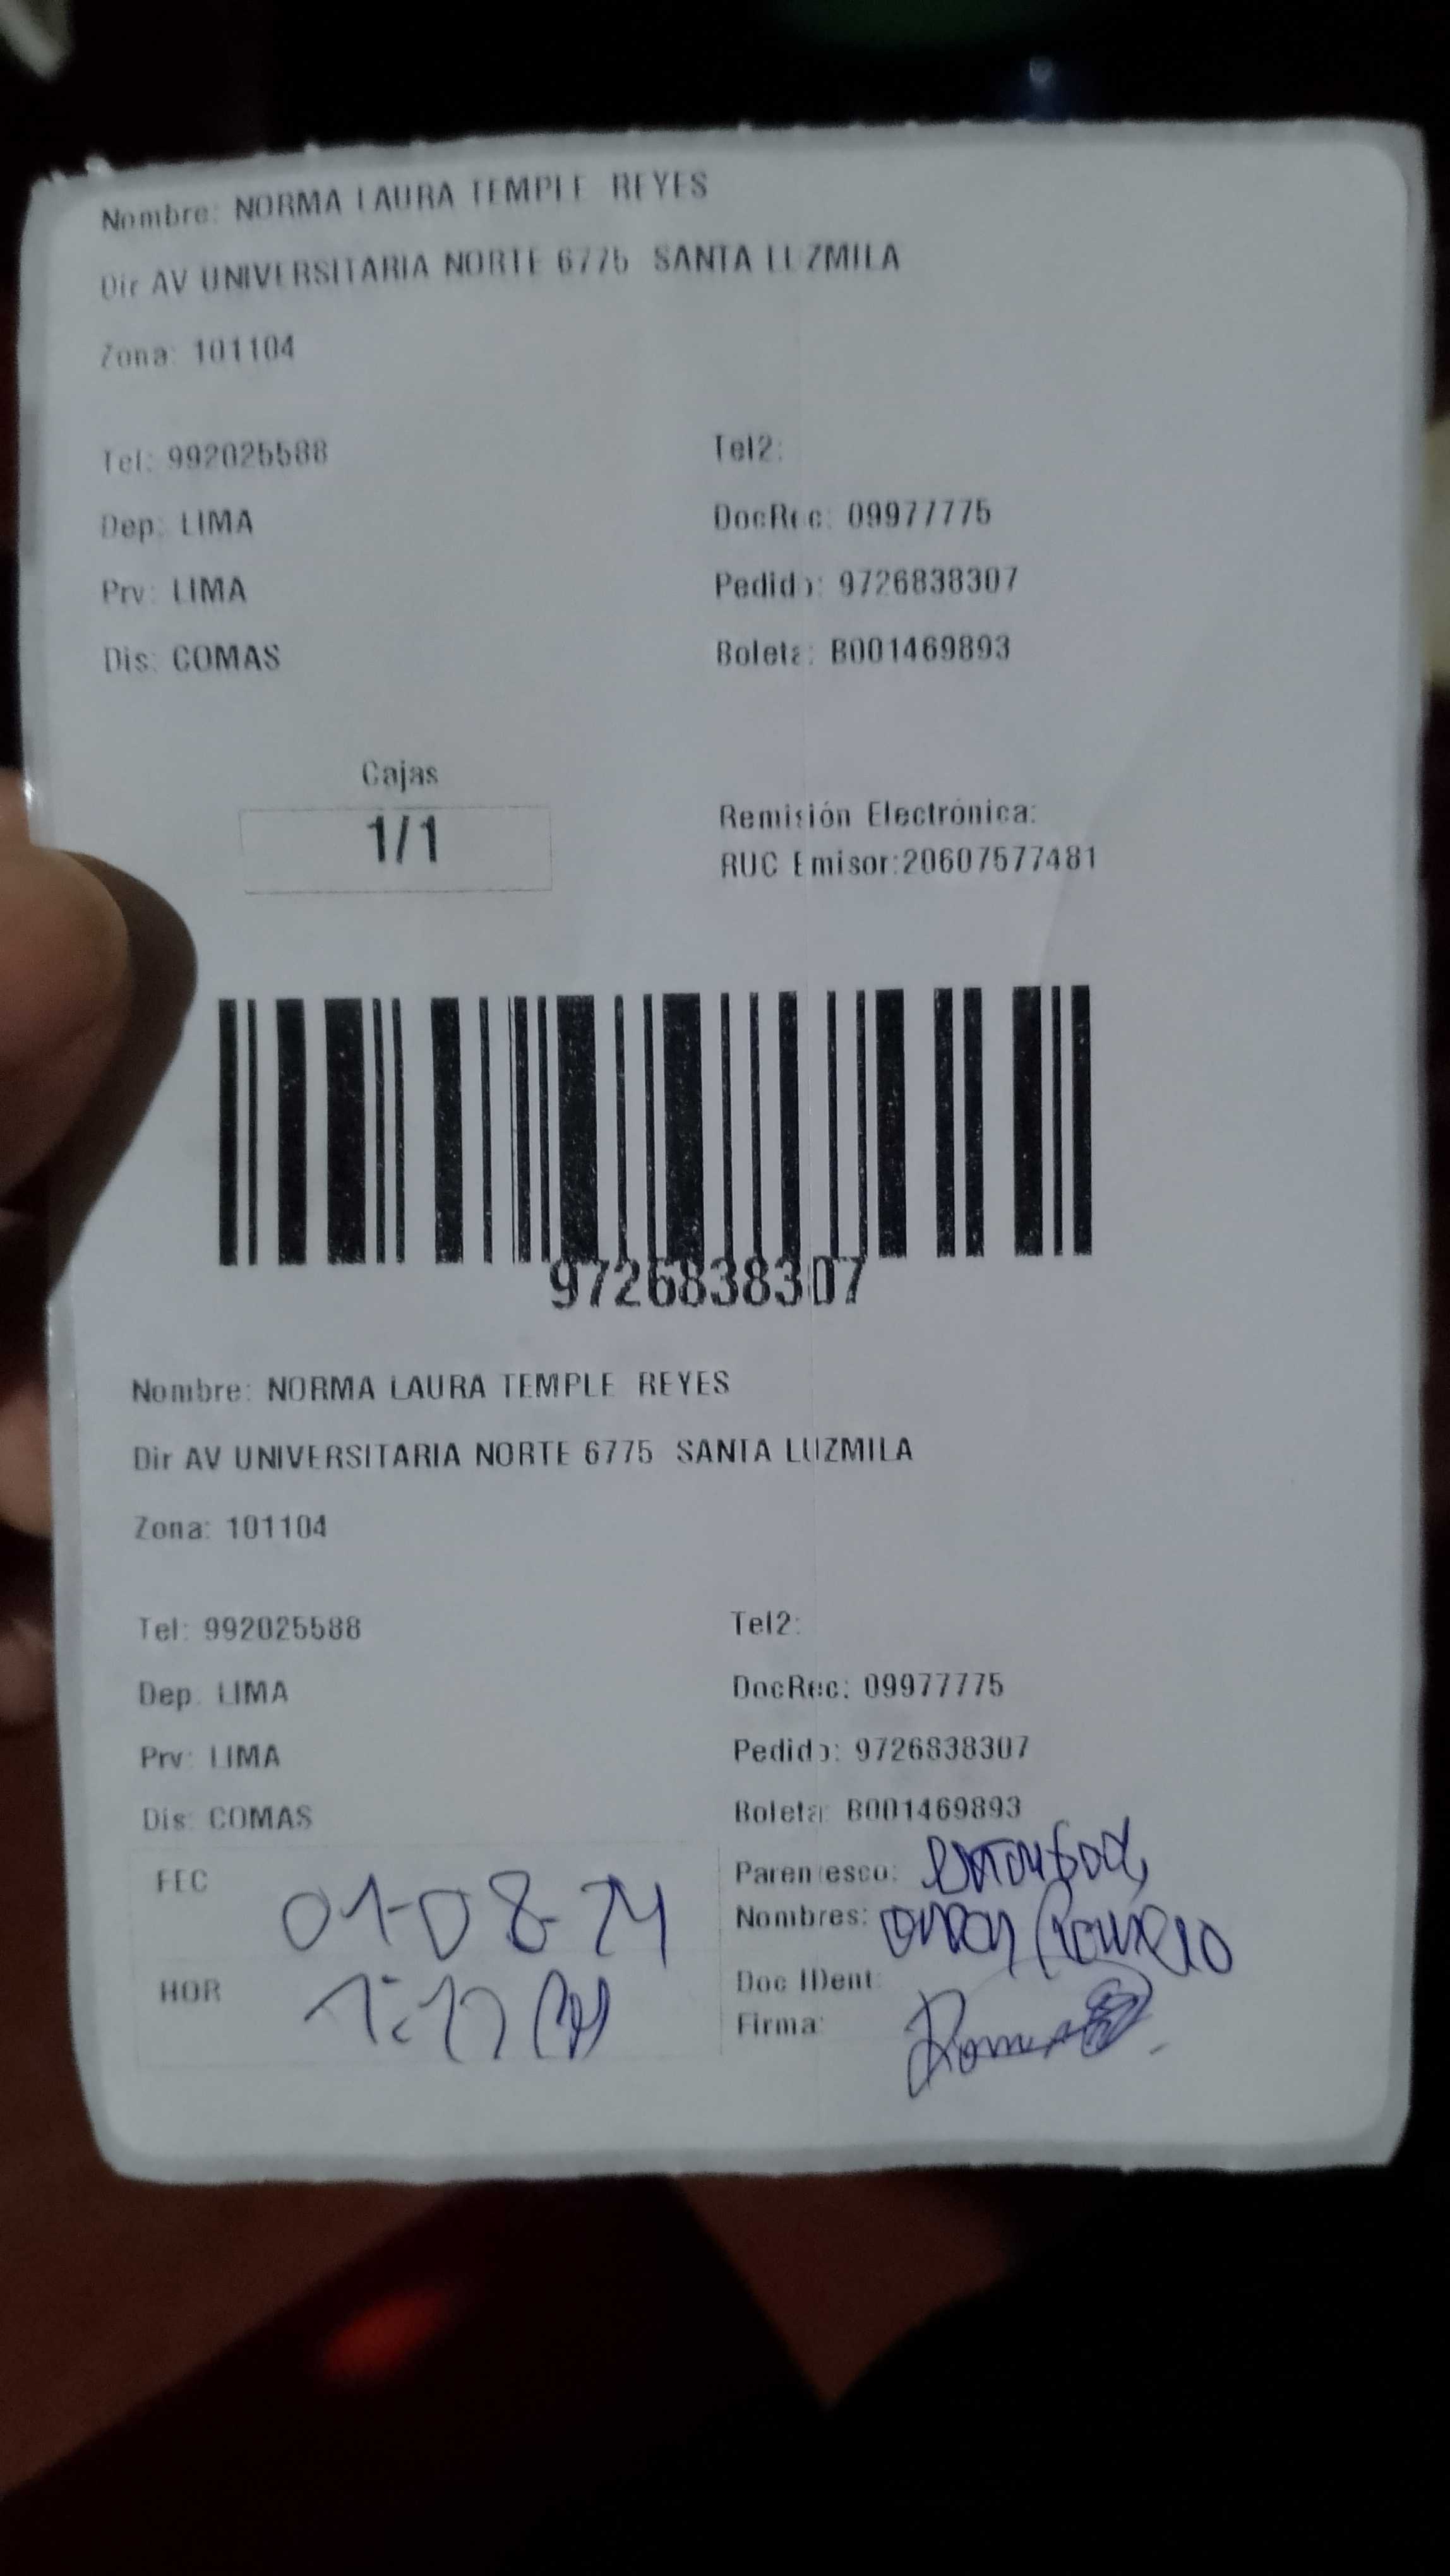 Nombre: NORMA LAURA TEMPLE REYES
Dir AV UNIVERSITARIA NORTE 6775 SANTA LUZMILA
Zona: 101104
Tel: 992025588 Tel2:
Dep: LIMA DocRec: 09977775
Prv: LIMA Pedido: 9726838307
Dis: COMAS Boleta: B001469893
Cajas
1/1
Remisión Electrónica:
RUC Emisor:20607577481
9726838307
Nombre: NORMA LAURA TEMPLE REYES
Dir AV UNIVERSITARIA NORTE 6775 SANTA LUZMILA
Zona: 101104
Tel: 992025588 Tel2:
Dep: LIMA DocRec: 09977775
Prv: LIMA Pedido: 9726838307
Dis: COMAS Boleta: B001469893
FEC 01-08-24 Parentesco:
Nombres: Romero
HOR Doc IDent:
Firma: